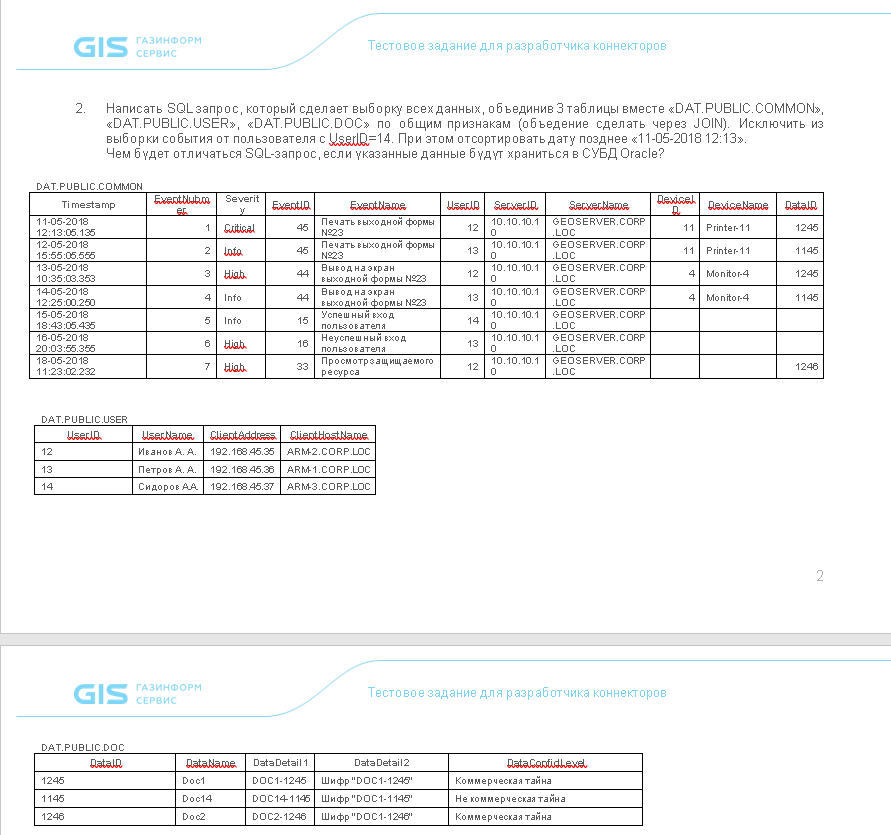 GIS ГАЗИНФОРМ
СЕРВИС
Тестовое задание для разработчика коннекторов
2. Написать SQL запрос, который сделает выборку всех данных, объединив 3 таблицы вместе «DAT.PUBLIC.COMMON»,
«DAT.PUBLIC.USER», «DAT.PUBLIC.DOC» по общим признакам (объедение сделать через JOIN). Исключить из
выборки события от пользователя с UserID=14. При этом отсортировать дату позднее «11-05-2018 12:13».
Чем будет отличаться SQL-запрос, если указанные данные будут храниться в СУБД Oracle?
DAT.PUBLIC.COMMON
Timestamp EventNubmer Severity EventID EventName UserID ServerID ServerName DeviceID DeviceName DataID
11-05-2018 12:13:05.135 1 Critical 45 Печать выходной формы №23 12 10.10.10.10 GEOSERVER.CORP.LOC 11 Printer-11 1245
12-05-2018 15:55:05.555 2 Info 45 Печать выходной формы №23 13 10.10.10.10 GEOSERVER.CORP.LOC 11 Printer-11 1145
13-05-2018 10:35:03.353 3 High 44 Вывод на экран выходной формы №23 12 10.10.10.10 GEOSERVER.CORP.LOC 4 Monitor-4 1245
14-05-2018 12:25:00.250 4 Info 44 Вывод на экран выходной формы №23 13 10.10.10.10 GEOSERVER.CORP.LOC 4 Monitor-4 1145
15-05-2018 18:43:05.435 5 Info 15 Успешный вход пользователя 14 10.10.10.10 GEOSERVER.CORP.LOC
16-05-2018 20:03:55.355 6 High 16 Неуспешный вход пользователя 13 10.10.10.10 GEOSERVER.CORP.LOC
18-05-2018 11:23:02.232 7 High 33 Просмотр защищаемого ресурса 12 10.10.10.10 GEOSERVER.CORP.LOC 1246
DAT.PUBLIC.USER
UserID UserName ClientAddress ClientHostName
12 Иванов А. А. 192.168.45.35 ARM-2.CORP.LOC
13 Петров А. А. 192.168.45.36 ARM-1.CORP.LOC
14 Сидоров А.А. 192.168.45.37 ARM-3.CORP.LOC
2
GIS ГАЗИНФОРМ
СЕРВИС
Тестовое задание для разработчика коннекторов
DAT.PUBLIC.DOC
DataID DataName DataDetail1 DataDetail2 DataConfidLevel
1245 Doc1 DOC1-1245 Шифр "DOC1-1245" Коммерческая тайна
1145 Doc14 DOC14-1145 Шифр "DOC1-1145" Не коммерческая тайна
1246 Doc2 DOC2-1246 Шифр "DOC1-1246" Коммерческая тайна